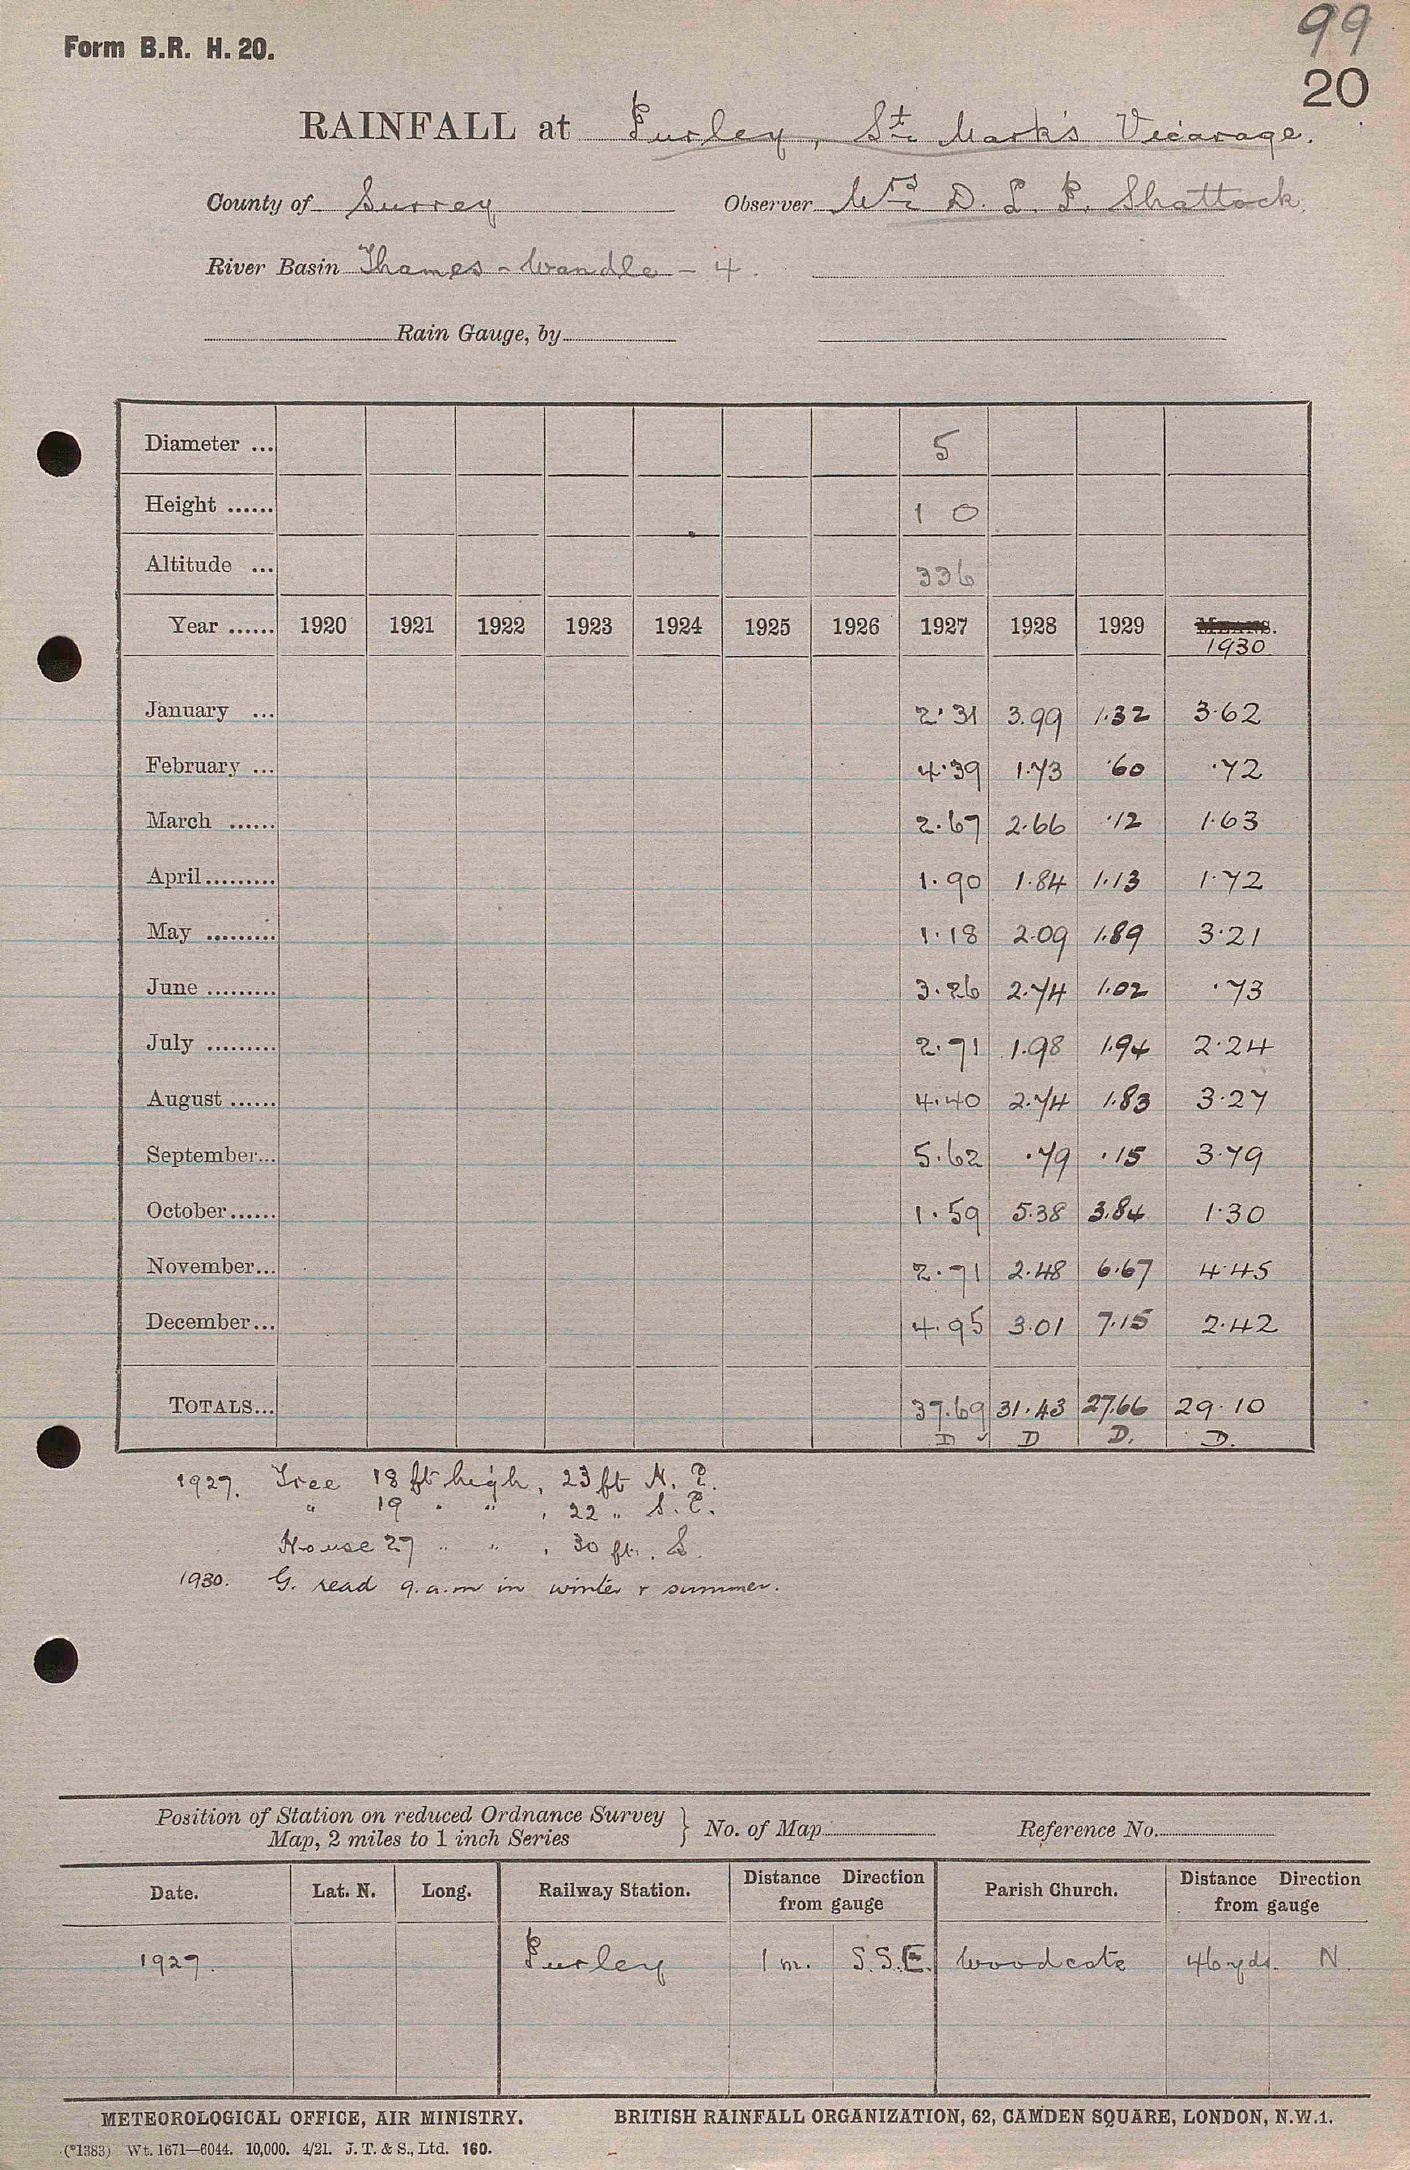 99
Form B.R. H. 20.
20
RAINFALL at Purley, St. Mark's Vicarage.
County of Surrey Observer Mrs D. L. P. Shattock.
River Basin Thames - Wandle - 4.
Rain Gauge, by
Diameter ... 5
Height ...... 1 0
Altitude ... 336
Year ...... 1920 1921 1922 1923 1924 1925 1926 1927 1928 1929 MEANS.
1930
January ... 2.31 3.99 1.32 3.62
February ... 4.39 1.73 .60 .72
March ...... 2.67 2.66 .12 1.63
April......... 1.90 1.84 1.13 1.72
May ......... 1.18 2.09 1.89 3.21
June ......... 3.26 2.74 1.02 .73
July ......... 2.71 1.98 1.94 2.24
August ...... 4.40 2.74 1.83 3.27
September... 5.62 .79 .15 3.79
October...... 1.59 5.38 3.84 1.30
November... 2.71 2.48 6.67 4.45
December... 4.95 3.01 7.15 2.42
TOTALS... 37.69 31.43 27.66 29.10
D ✓ D D. D.
1927. Tree 18 ft high, 23 ft N. E.
" 19 " " , 22 " S. E.
House 27 " " , 30 ft. S.
1930. G. read 9.a.m in winter & summer.
Position of Station on reduced Ordnance Survey
Map, 2 miles to 1 inch Series } No. of Map Reference No.
Date. Lat. N. Long. Railway Station. Distance Direction from gauge Parish Church. Distance Direction from gauge
1927. Purley 1 m. S.S.E. Woodcote 46 yds. N.
METEOROLOGICAL OFFICE, AIR MINISTRY. BRITISH RAINFALL ORGANIZATION, 62, CAMDEN SQUARE, LONDON, N.W.1.
(*1383) Wt. 1671—6044. 10,000. 4/21. J. T. & S., Ltd. 160.